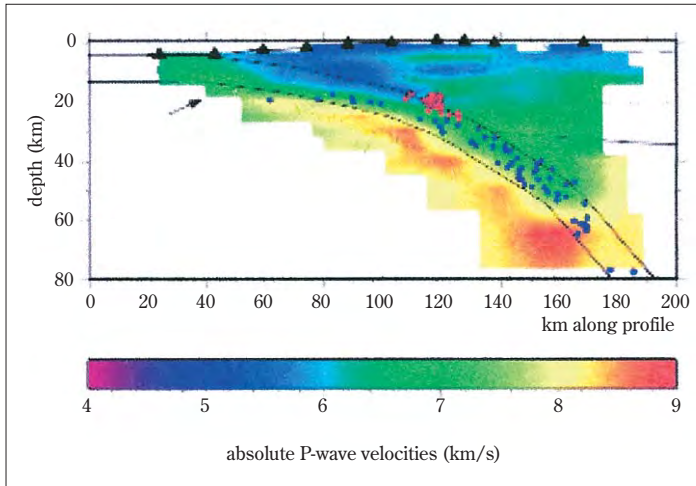 0
20
40
60
80
depth (km)
0 20 40 60 80 100 120 140 160 180 200
km along profile
4 5 6 7 8 9
absolute P-wave velocities (km/s)